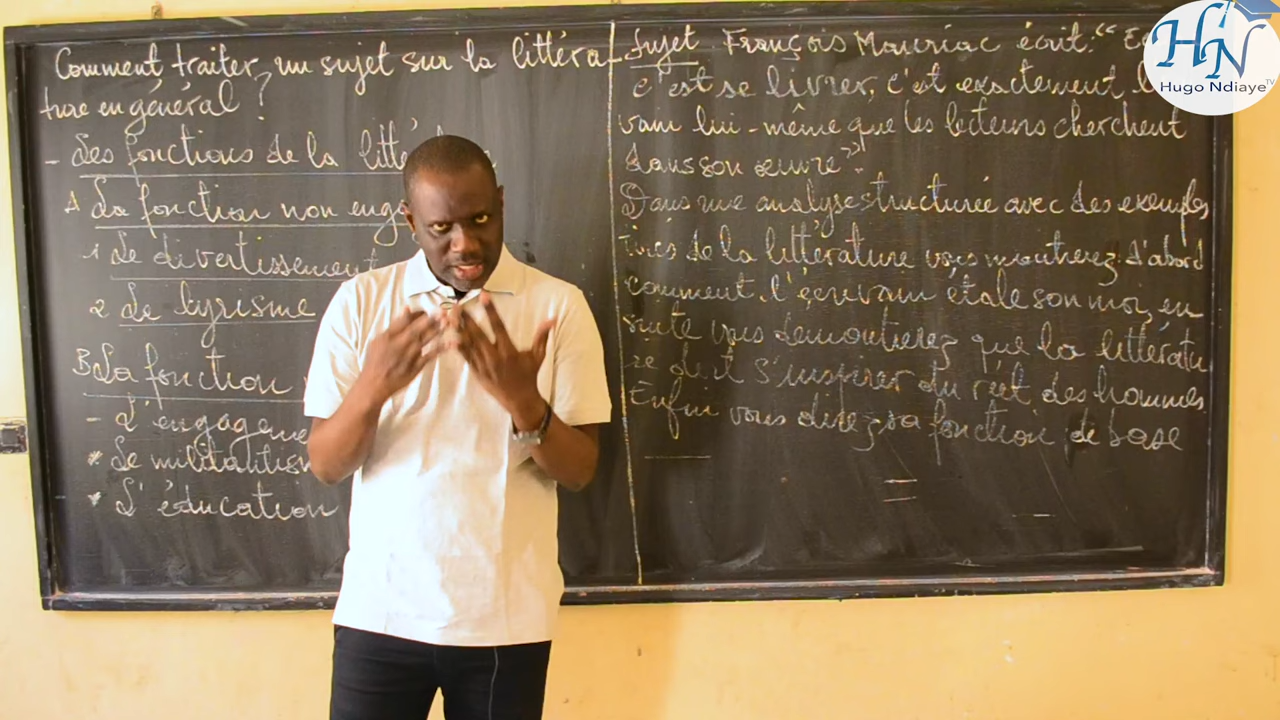 Comment traiter un sujet sur la littéra
ture en général ?
- Les fonctions de la litté
A La fonction non eng
1 Le divertissement
2 Le lyrisme
B La fonction
- L'engageme
* Le militantism
* L'éducation
Sujet François Mauriac écrit: "
c'est se livrer, c'est exactement l
vain lui-même que les lecteurs cherchent
dans son œuvre".
Dans une analyse structurée avec des exemples
tirés de la littérature vous montrerez d'abord
comment l'écrivain étale son moi, en
suite vous démontrerez que la littératu
re doit s'inspirer du réel des hommes
Enfin vous direz sa fonction de base
HN
Hugo Ndiaye TV